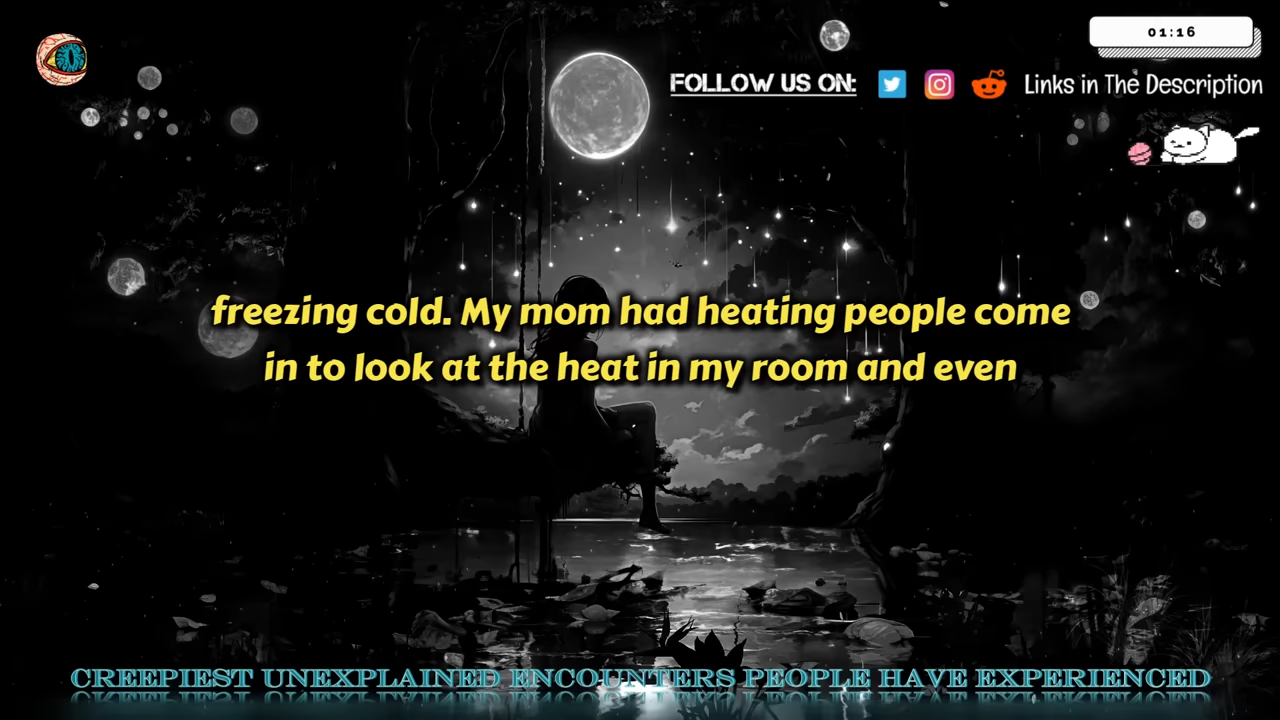 01:16
FOLLOW US ON: Links in The Description
freezing cold. My mom had heating people come
in to look at the heat in my room and even
CREEPIEST UNEXPLAINED ENCOUNTERS PEOPLE HAVE EXPERIENCED